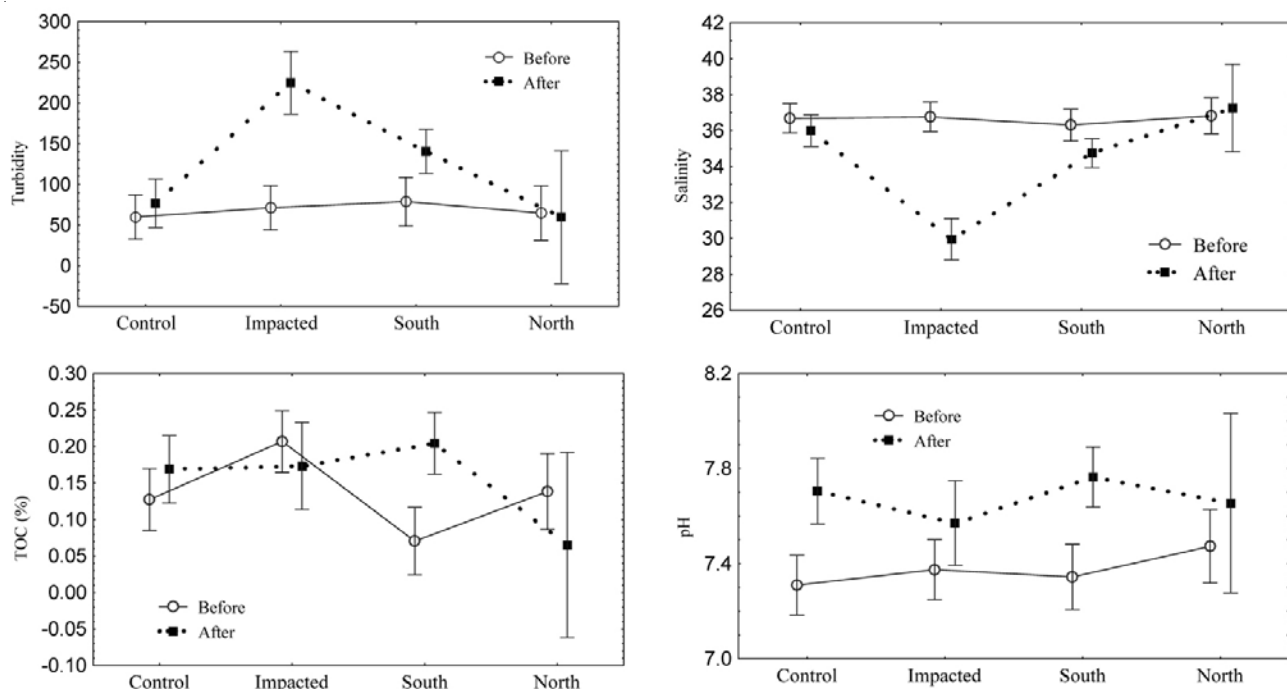 300
250
200
150
100
50
0
-50
Turbidity
Before
After
Control Impacted South North
42
40
38
36
34
32
30
28
26
Salinity
Before
After
Control Impacted South North
0.30
0.25
0.20
0.15
0.10
0.05
0.00
-0.05
-0.10
TOC (%)
Before
After
Control Impacted South North
8.2
7.8
7.4
7.0
pH
Before
After
Control Impacted South North